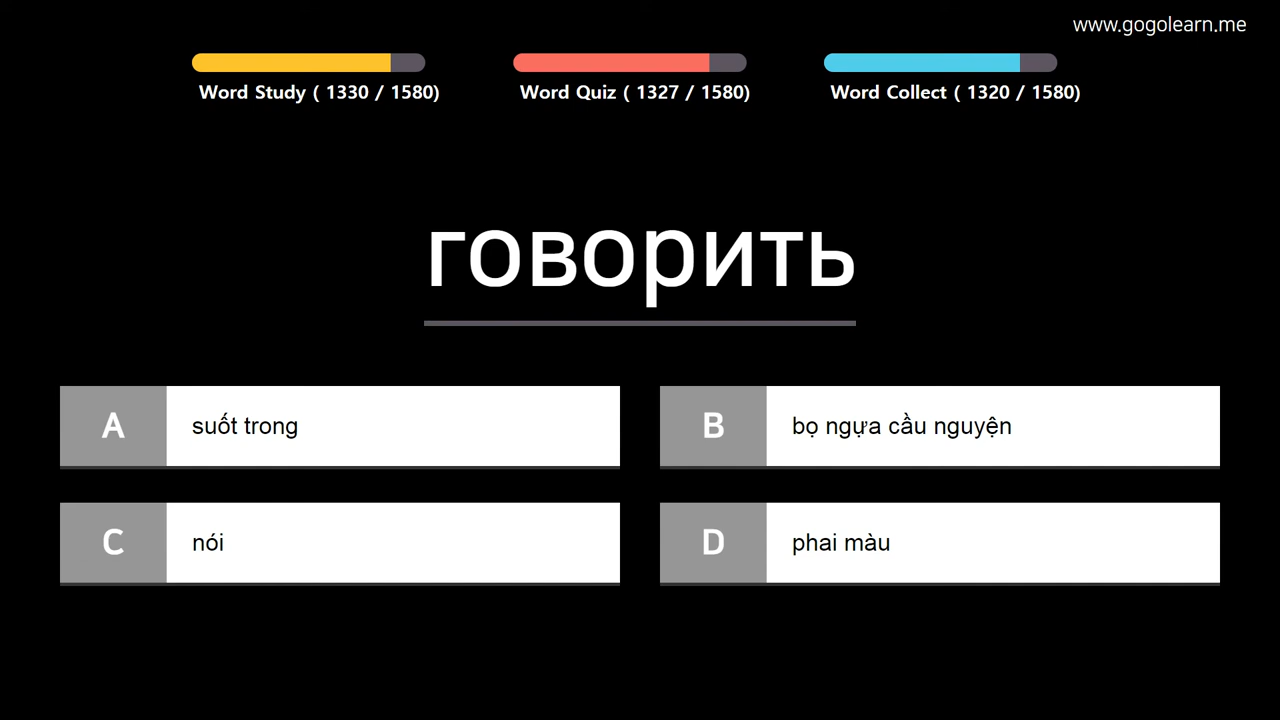 www.gogolearn.me
Word Study ( 1330 / 1580)
Word Quiz ( 1327 / 1580)
Word Collect ( 1320 / 1580)
говорить
A suốt trong
B bọ ngựa cầu nguyện
C nói
D phai màu